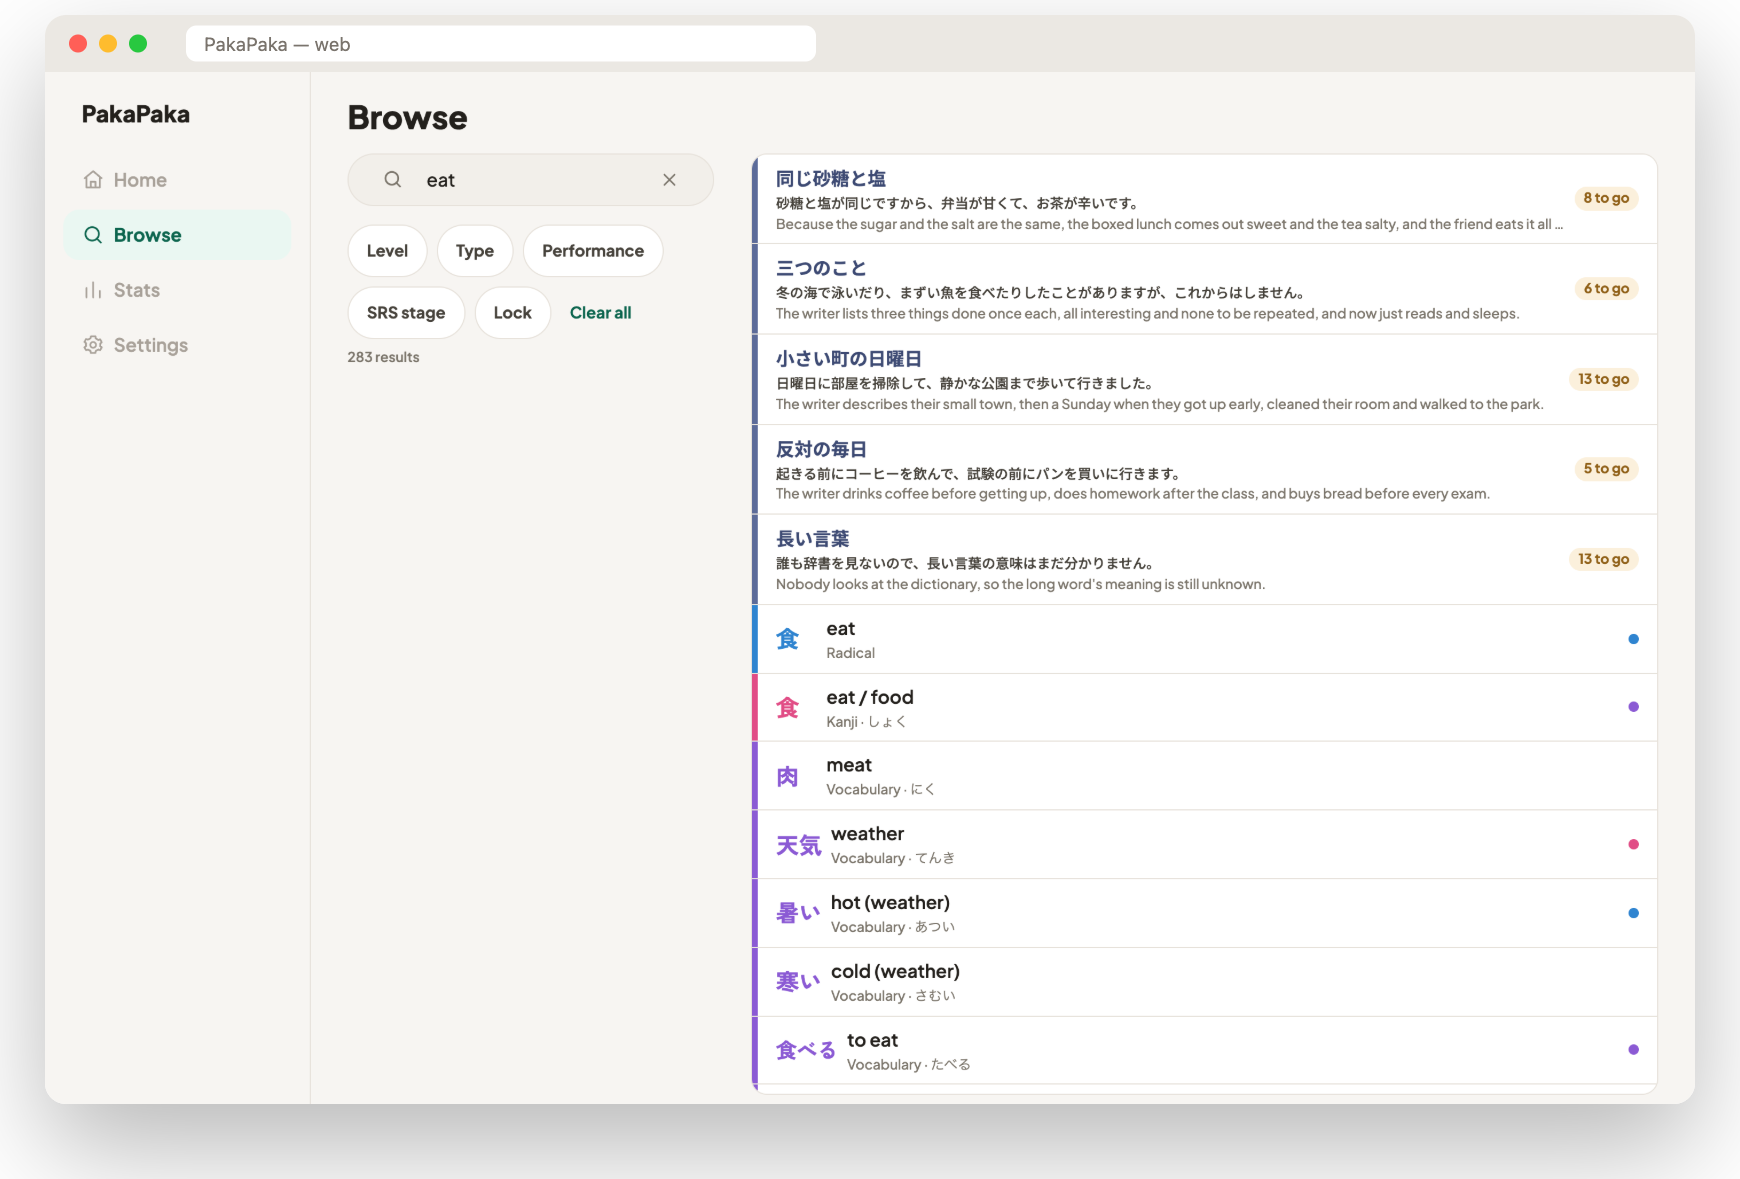 PakaPaka — web
PakaPaka
Home
Browse
Stats
Settings
Browse
eat
Level
Type
Performance
SRS stage
Lock
Clear all
283 results
同じ砂糖と塩
砂糖と塩が同じですから、弁当が甘くて、お茶が辛いです。
Because the sugar and the salt are the same, the boxed lunch comes out sweet and the tea salty, and the friend eats it all ...
8 to go
三つのこと
冬の海で泳いだり、まずい魚を食べたりしたことがありますが、これからはしません。
The writer lists three things done once each, all interesting and none to be repeated, and now just reads and sleeps.
6 to go
小さい町の日曜日
日曜日に部屋を掃除して、静かな公園まで歩いて行きました。
The writer describes their small town, then a Sunday when they got up early, cleaned their room and walked to the park.
13 to go
反対の毎日
起きる前にコーヒーを飲んで、試験の前にパンを買いに行きます。
The writer drinks coffee before getting up, does homework after the class, and buys bread before every exam.
5 to go
長い言葉
誰も辞書を見ないので、長い言葉の意味はまだ分かりません。
Nobody looks at the dictionary, so the long word's meaning is still unknown.
13 to go
食
eat
Radical
食
eat / food
Kanji · しょく
肉
meat
Vocabulary · にく
天気
weather
Vocabulary · てんき
暑い
hot (weather)
Vocabulary · あつい
寒い
cold (weather)
Vocabulary · さむい
食べる
to eat
Vocabulary · たべる